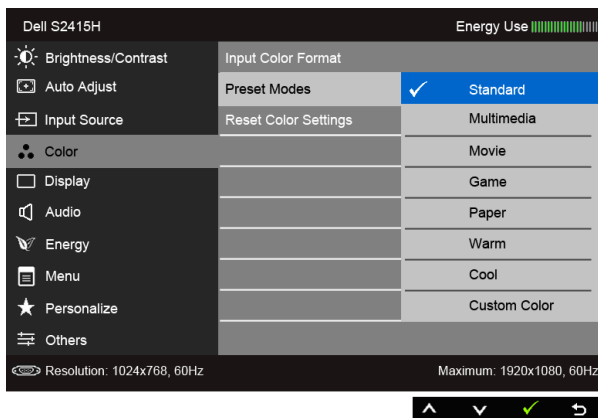 Dell S2415H Energy Use
Brightness/Contrast Input Color Format
Auto Adjust Preset Modes Standard
Input Source Reset Color Settings Multimedia
Color Movie
Display Game
Audio Paper
Energy Warm
Menu Cool
Personalize Custom Color
Others
Resolution: 1024x768, 60Hz Maximum: 1920x1080, 60Hz